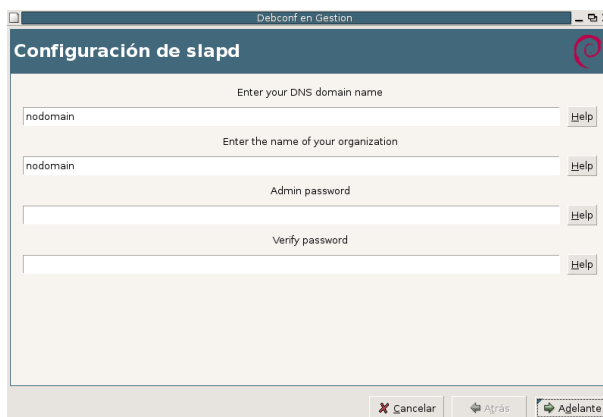 Debconf en Gestion
Configuración de slapd
Enter your DNS domain name
nodomain
Help
Enter the name of your organization
nodomain
Help
Admin password
Help
Verify password
Help
Cancelar
Atrás
Adelante